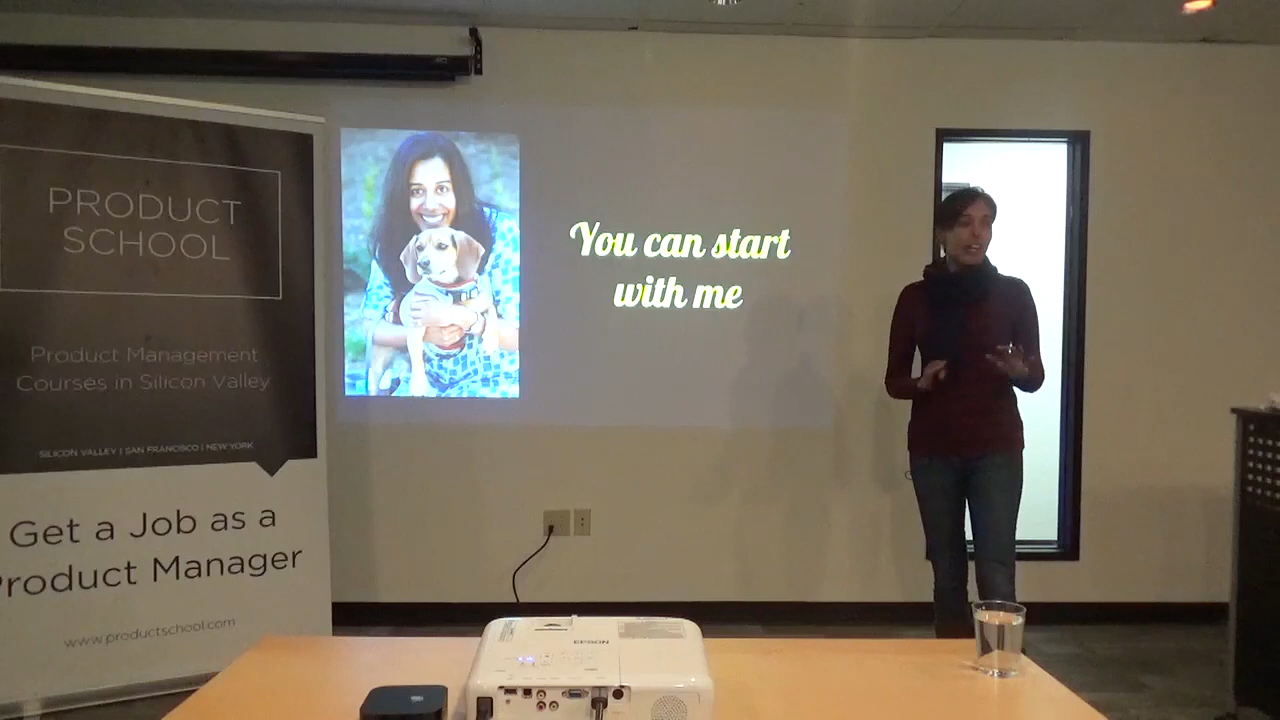 PRODUCT
SCHOOL
Product Management
Courses in Silicon Valley
SILICON VALLEY | SAN FRANCISCO | NEW YORK
Get a Job as a
Product Manager
www.productschool.com
You can start
with me
EPSON